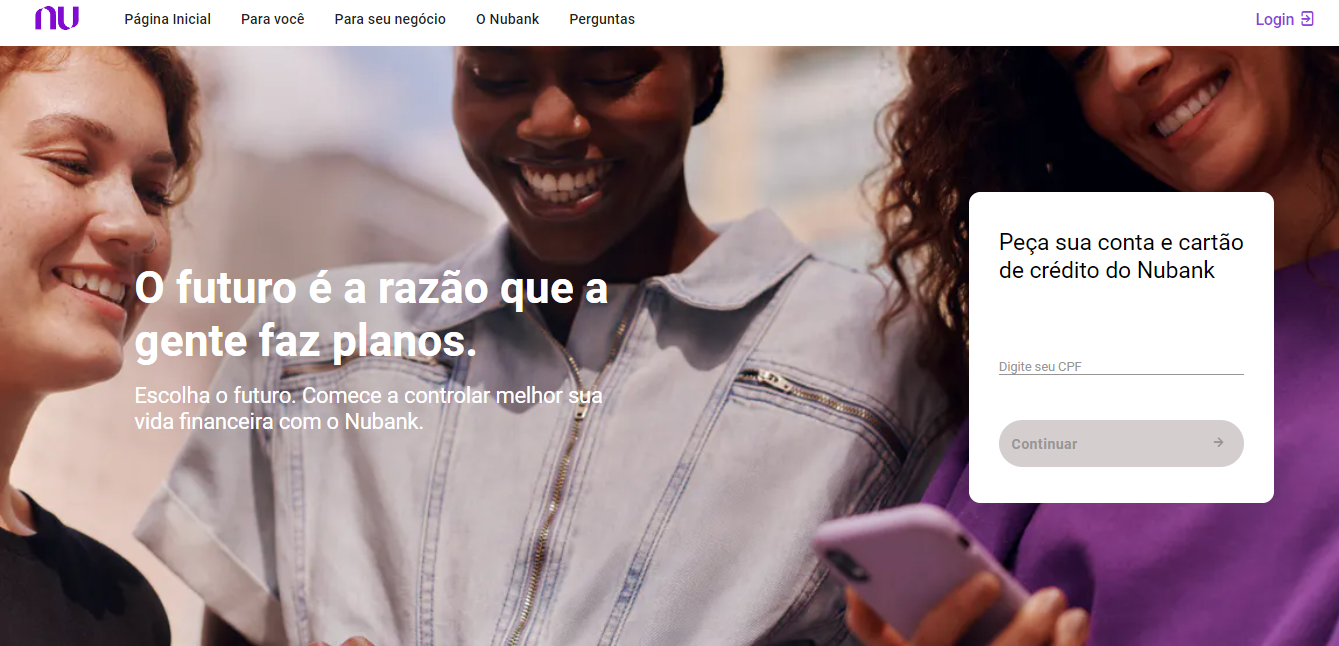 nu
Página Inicial Para você Para seu negócio O Nubank Perguntas Login
O futuro é a razão que a
gente faz planos.
Escolha o futuro. Comece a controlar melhor sua
vida financeira com o Nubank.
Peça sua conta e cartão
de crédito do Nubank
Digite seu CPF
Continuar